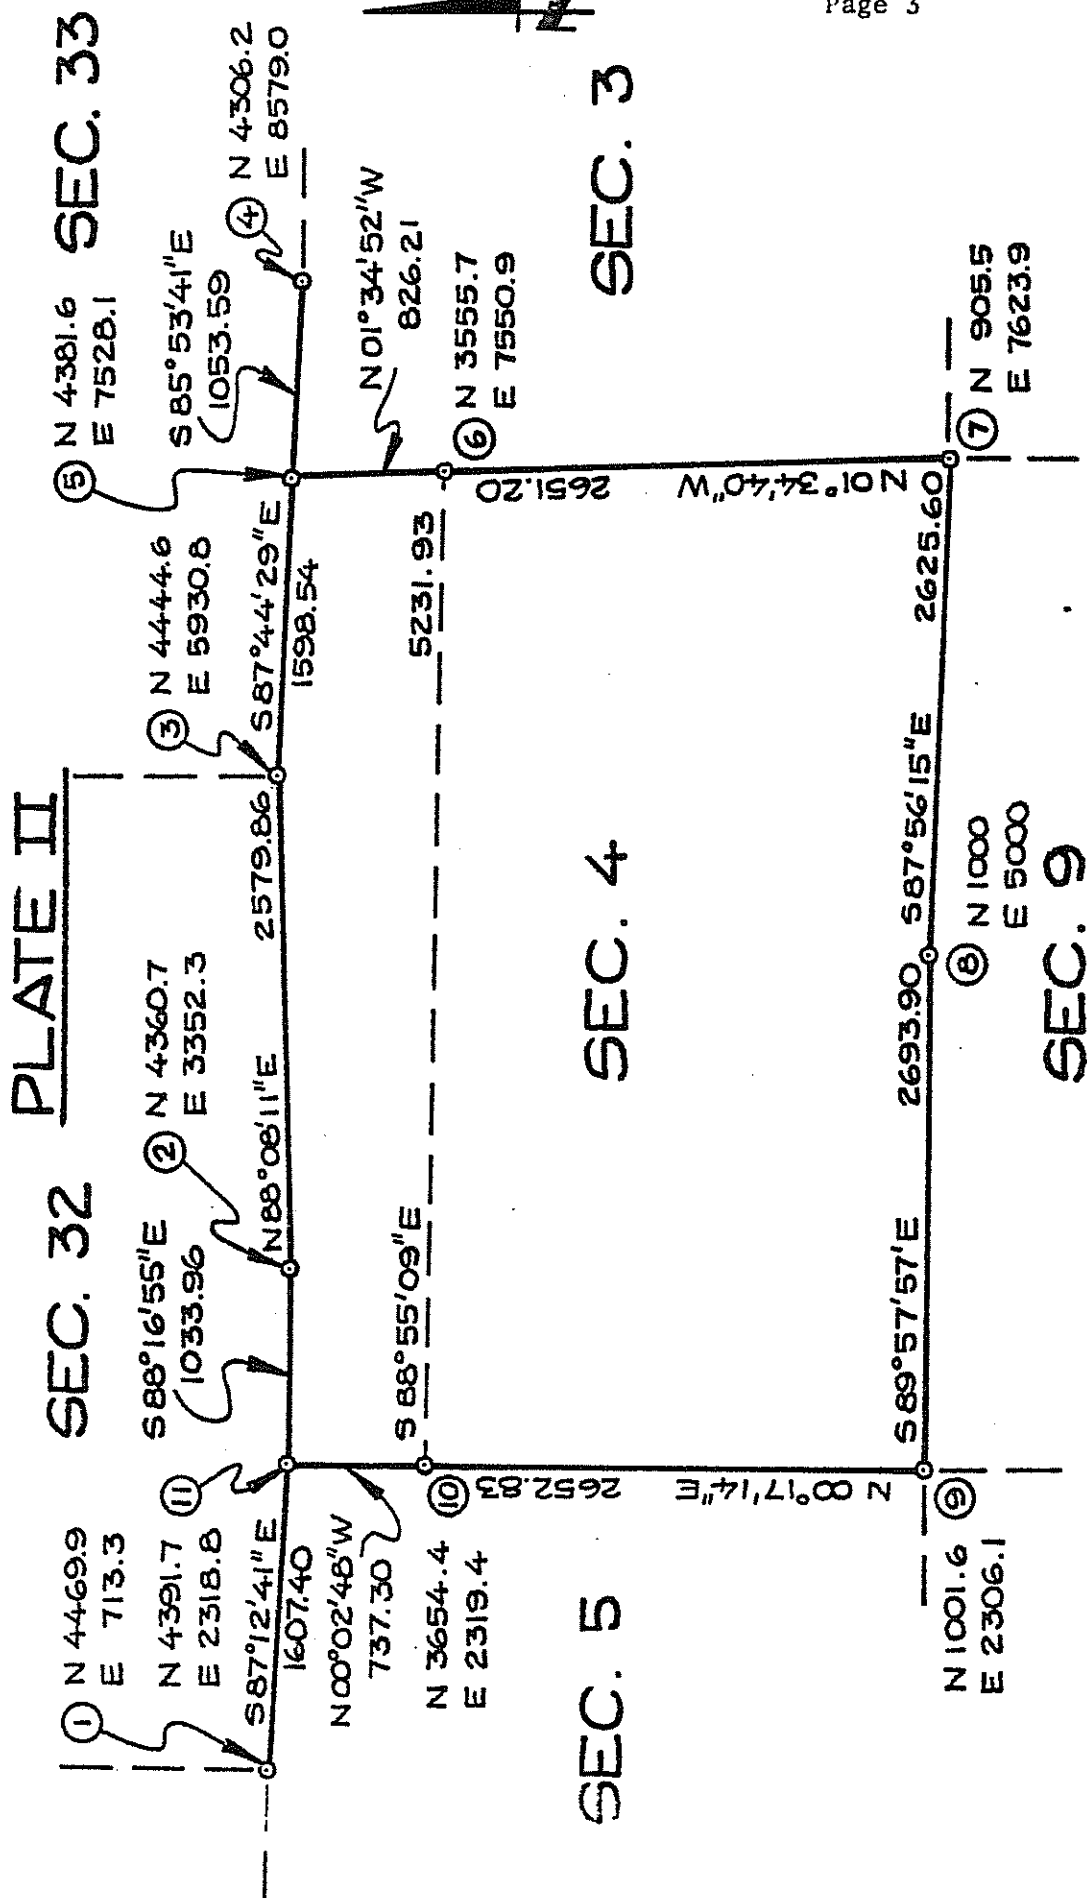 Page 3
PLATE II
SEC. 32
SEC. 33
① N 4469.9
E 713.3
N 4391.7 ⑪
E 2318.8
S 87°12'41"E
1607.40
N00°02'48"W
737.30
S88°16'55"E
1033.96
② N 4360.7
E 3352.3
N88°08'11"E
2579.86
③ N 4444.6
E 5930.8
S87°44'29"E
1598.54
⑤ N 4381.6
E 7528.1
S85°53'41"E
1053.59
④ N 4306.2
E 8579.0
N01°34'52"W
826.21
⑥ N 3555.7
E 7550.9
⑩
N 3654.4
E 2319.4
S 88°55'09"E
5231.93
2652.83
N 00°17'14"E
2651.20
N 01°34'40"W
SEC. 5
SEC. 4
SEC. 3
S 89°57'57'E
2693.90
S87°56'15"E
2625.60
⑨
N 1001.6
E 2306.1
⑧ N 1000
E 5000
⑦ N 905.5
E 7623.9
SEC. 9